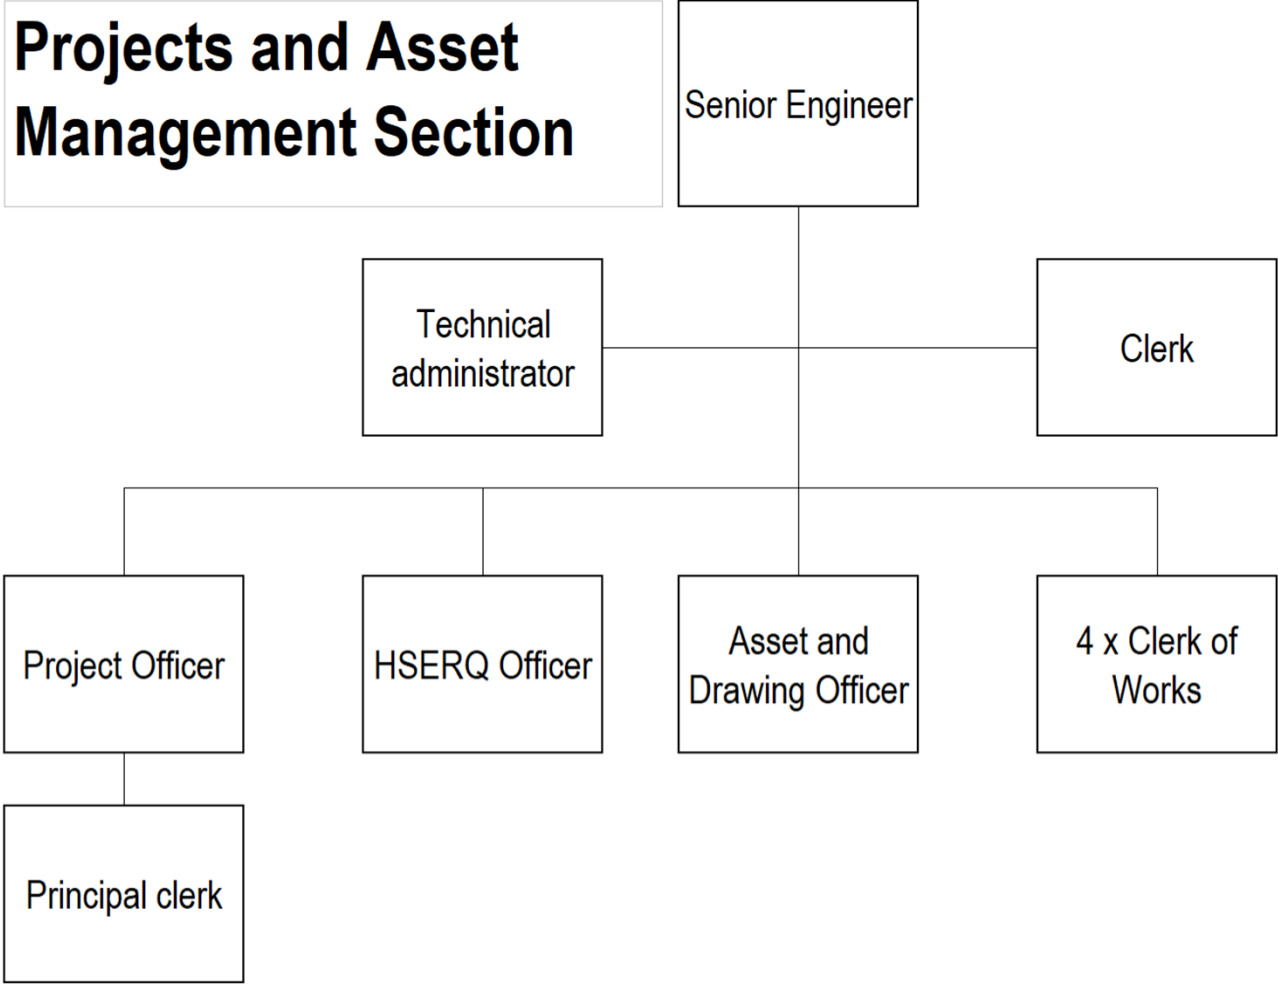 Projects and Asset
Management Section
Senior Engineer
Technical
administrator
Clerk
Project Officer
HSERQ Officer
Asset and
Drawing Officer
4 x Clerk of
Works
Principal clerk